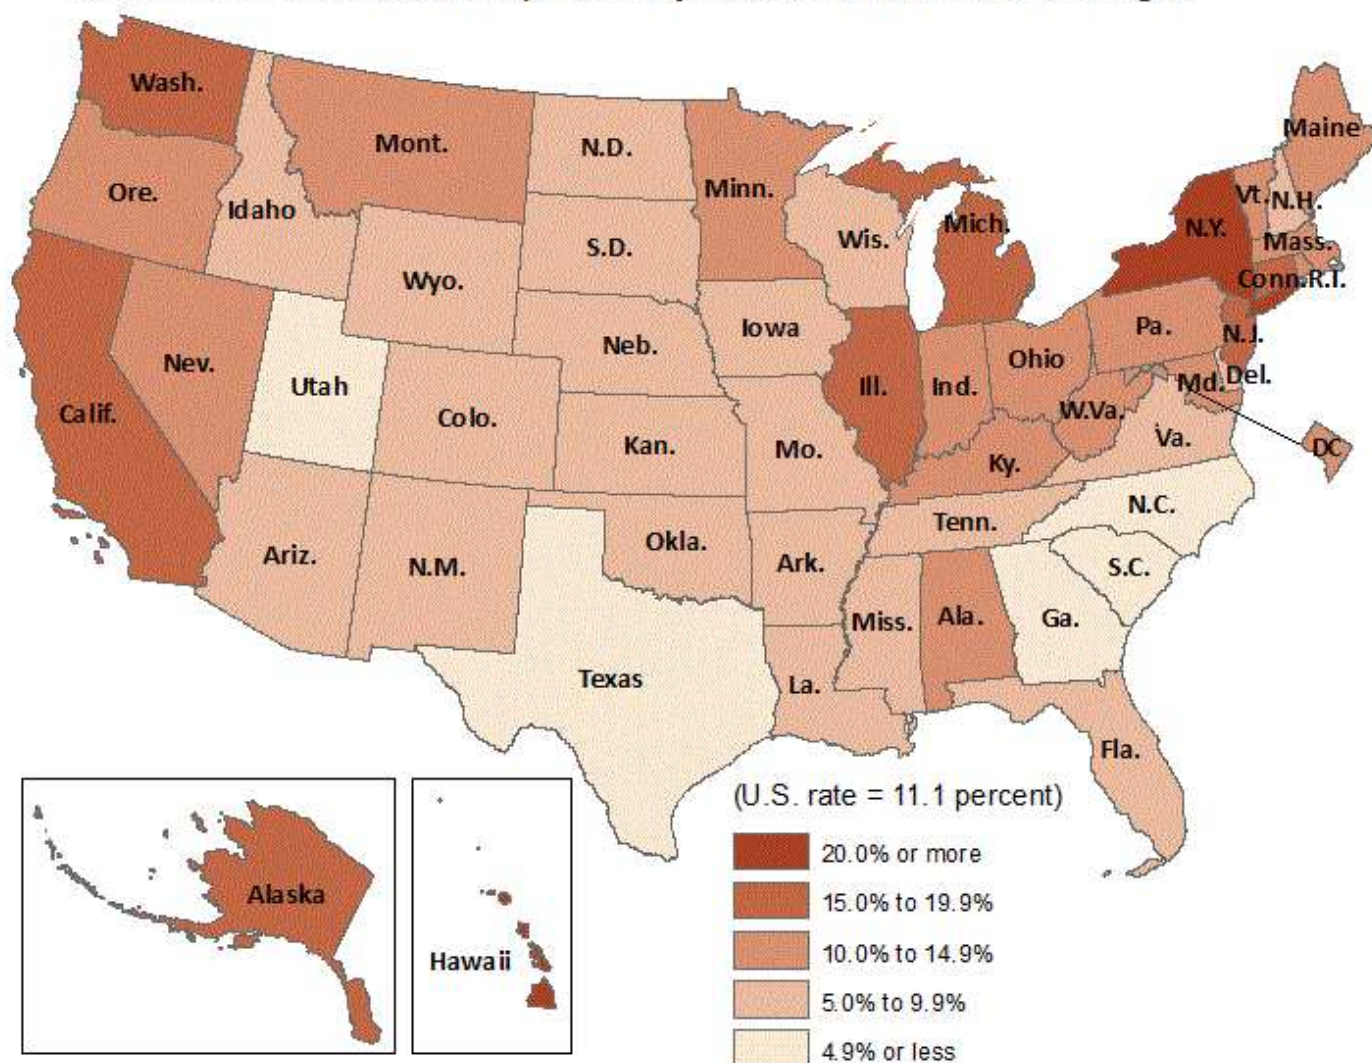 Wash.
Mont.
N.D.
Minn.
Maine
Ore.
Idaho
S.D.
Wis.
Mich.
N.Y.
Vt.
N.H.
Mass.
Wyo.
Conn.
R.I.
Iowa
Neb.
Pa.
N.J.
Nev.
Utah
Ill.
Ind.
Ohio
Md.
Del.
Calif.
Colo.
Kan.
Mo.
W.Va.
Va.
DC
Ky.
Ariz.
N.M.
Okla.
Ark.
Tenn.
N.C.
S.C.
Miss.
Ala.
Ga.
Texas
La.
Fla.
Alaska
Hawaii
(U.S. rate = 11.1 percent)
20.0% or more
15.0% to 19.9%
10.0% to 14.9%
5.0% to 9.9%
4.9% or less